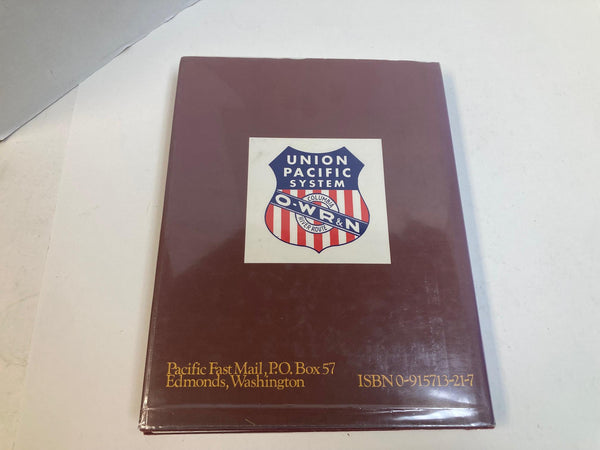 UNION
PACIFIC
SYSTEM
COLUMBIA
O-WR&N
RIVER ROUTE
Pacific Fast Mail, P.O. Box 57
Edmonds, Washington
ISBN 0-915713-21-7